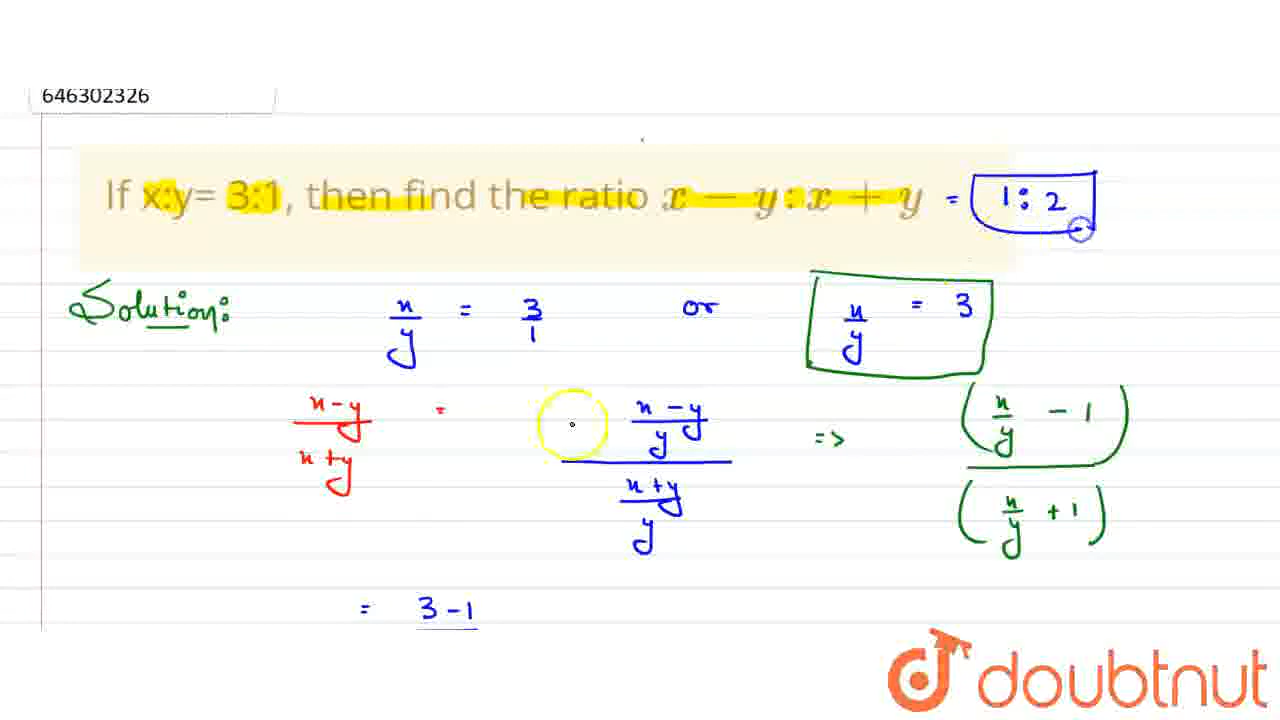 646302326
If x:y= 3:1, then find the ratio x − y : x + y = 1:2
Solution: x/y = 3/1 or x/y = 3
x-y = x-y => (x/y - 1)
x+y y
x+y (x/y + 1)
y
= 3-1
doubtnut